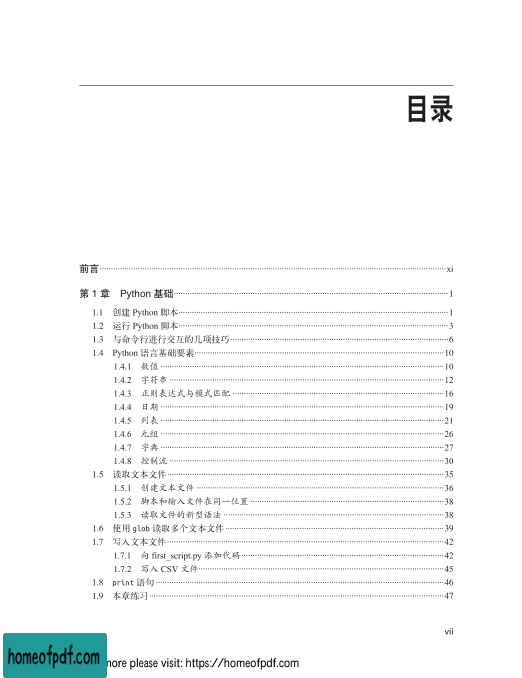 目录
前言 xi
第 1 章 Python 基础 1
1.1 创建 Python 脚本 1
1.2 运行 Python 脚本 3
1.3 与命令行进行交互的几项技巧 6
1.4 Python 语言基础要素 10
1.4.1 数值 10
1.4.2 字符串 12
1.4.3 正则表达式与模式匹配 16
1.4.4 日期 19
1.4.5 列表 21
1.4.6 元组 26
1.4.7 字典 27
1.4.8 控制流 30
1.5 读取文本文件 35
1.5.1 创建文本文件 36
1.5.2 脚本和输入文件在同一位置 38
1.5.3 读取文件的新型语法 38
1.6 使用 glob 读取多个文本文件 39
1.7 写入文本文件 42
1.7.1 向 first_script.py 添加代码 42
1.7.2 写入 CSV 文件 45
1.8 print 语句 46
1.9 本章练习 47
vii
homeofpdf.com
more please visit: https://homeofpdf.com